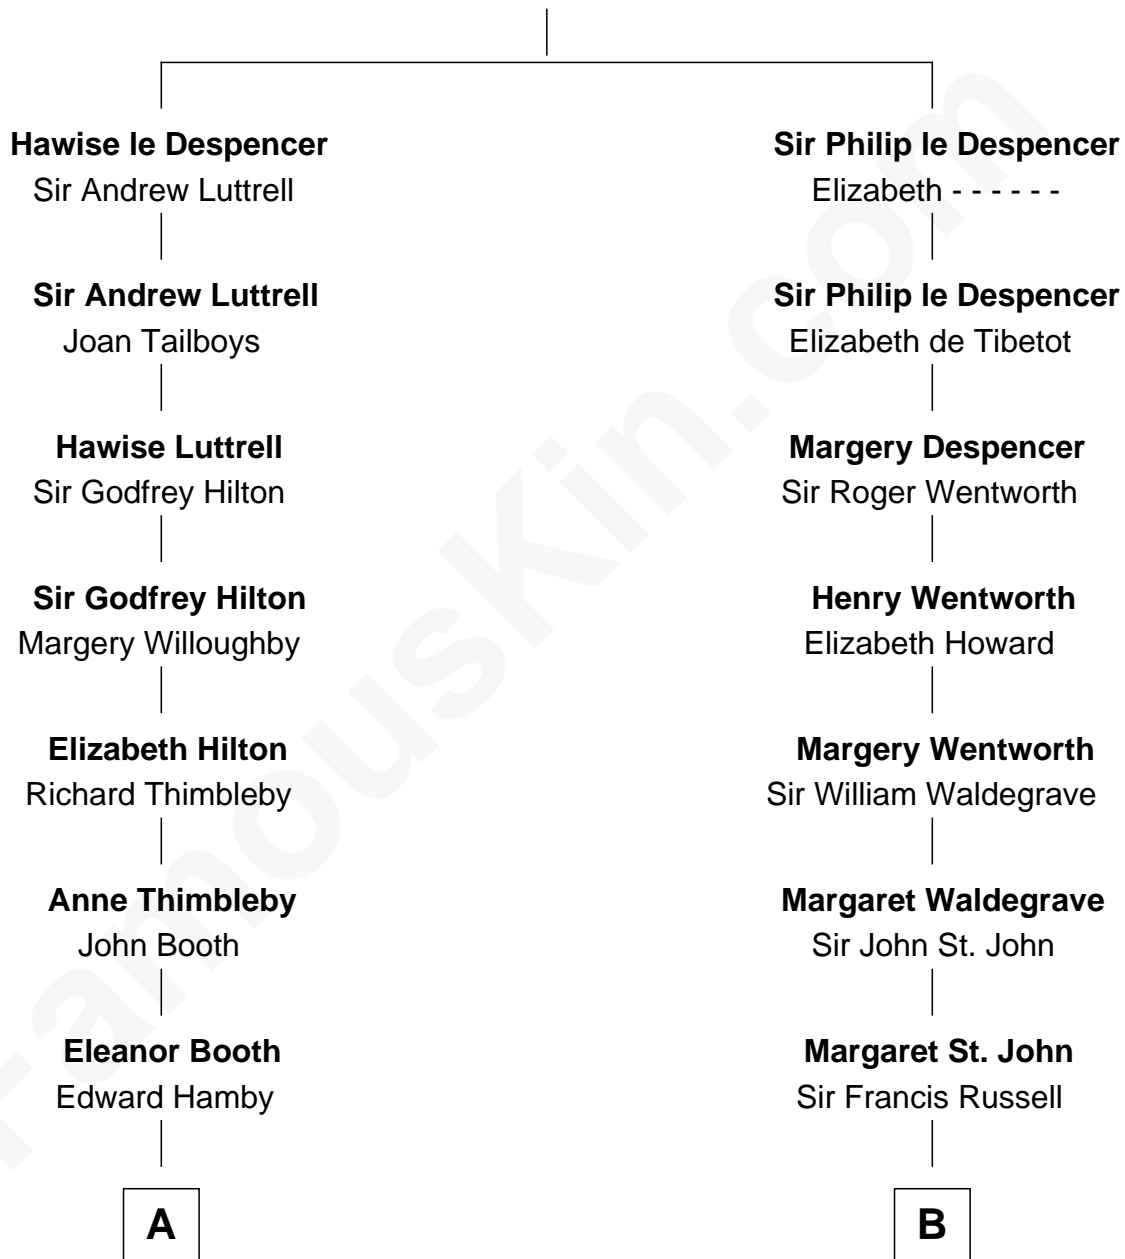 Hawise le Despencer
Sir Andrew Luttrell
Sir Andrew Luttrell
Joan Tailboys
Hawise Luttrell
Sir Godfrey Hilton
Sir Godfrey Hilton
Margery Willoughby
Elizabeth Hilton
Richard Thimbleby
Anne Thimbleby
John Booth
Eleanor Booth
Edward Hamby
A
Sir Philip le Despencer
Elizabeth - - - - - -
Sir Philip le Despencer
Elizabeth de Tibetot
Margery Despencer
Sir Roger Wentworth
Henry Wentworth
Elizabeth Howard
Margery Wentworth
Sir William Waldegrave
Margaret Waldegrave
Sir John St. John
Margaret St. John
Sir Francis Russell
B
FamousKin.com